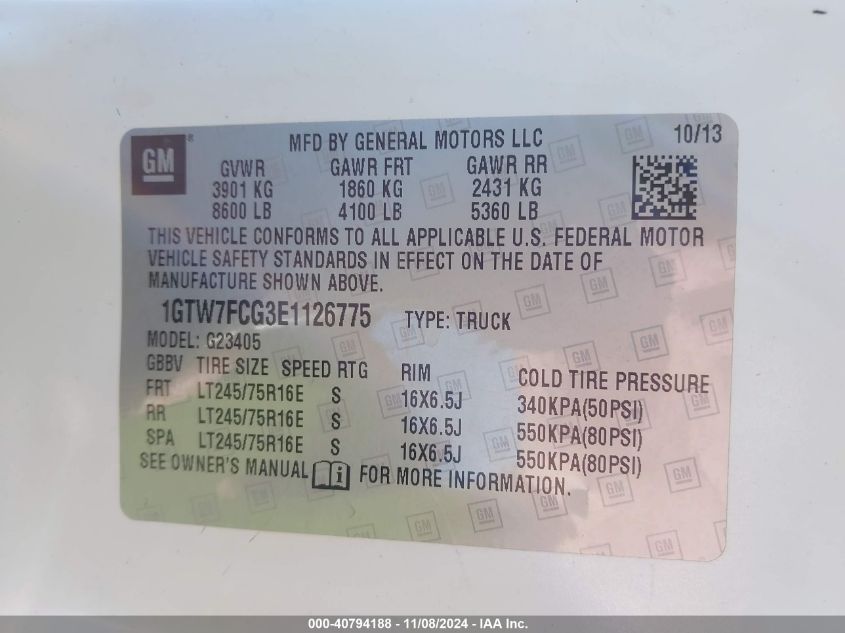 GM ® MFD BY GENERAL MOTORS LLC 10/13
GVWR GAWR FRT GAWR RR
3901 KG 1860 KG 2431 KG
8600 LB 4100 LB 5360 LB
THIS VEHICLE CONFORMS TO ALL APPLICABLE U.S. FEDERAL MOTOR
VEHICLE SAFETY STANDARDS IN EFFECT ON THE DATE OF
MANUFACTURE SHOWN ABOVE.
1GTW7FCG3E1126775 TYPE: TRUCK
MODEL: G23405
GBBV TIRE SIZE SPEED RTG RIM COLD TIRE PRESSURE
FRT LT245/75R16E S 16X6.5J 340KPA(50PSI)
RR LT245/75R16E S 16X6.5J 550KPA(80PSI)
SPA LT245/75R16E S 16X6.5J 550KPA(80PSI)
SEE OWNER'S MANUAL FOR MORE INFORMATION.
000-40794188 - 11/08/2024 - IAA Inc.